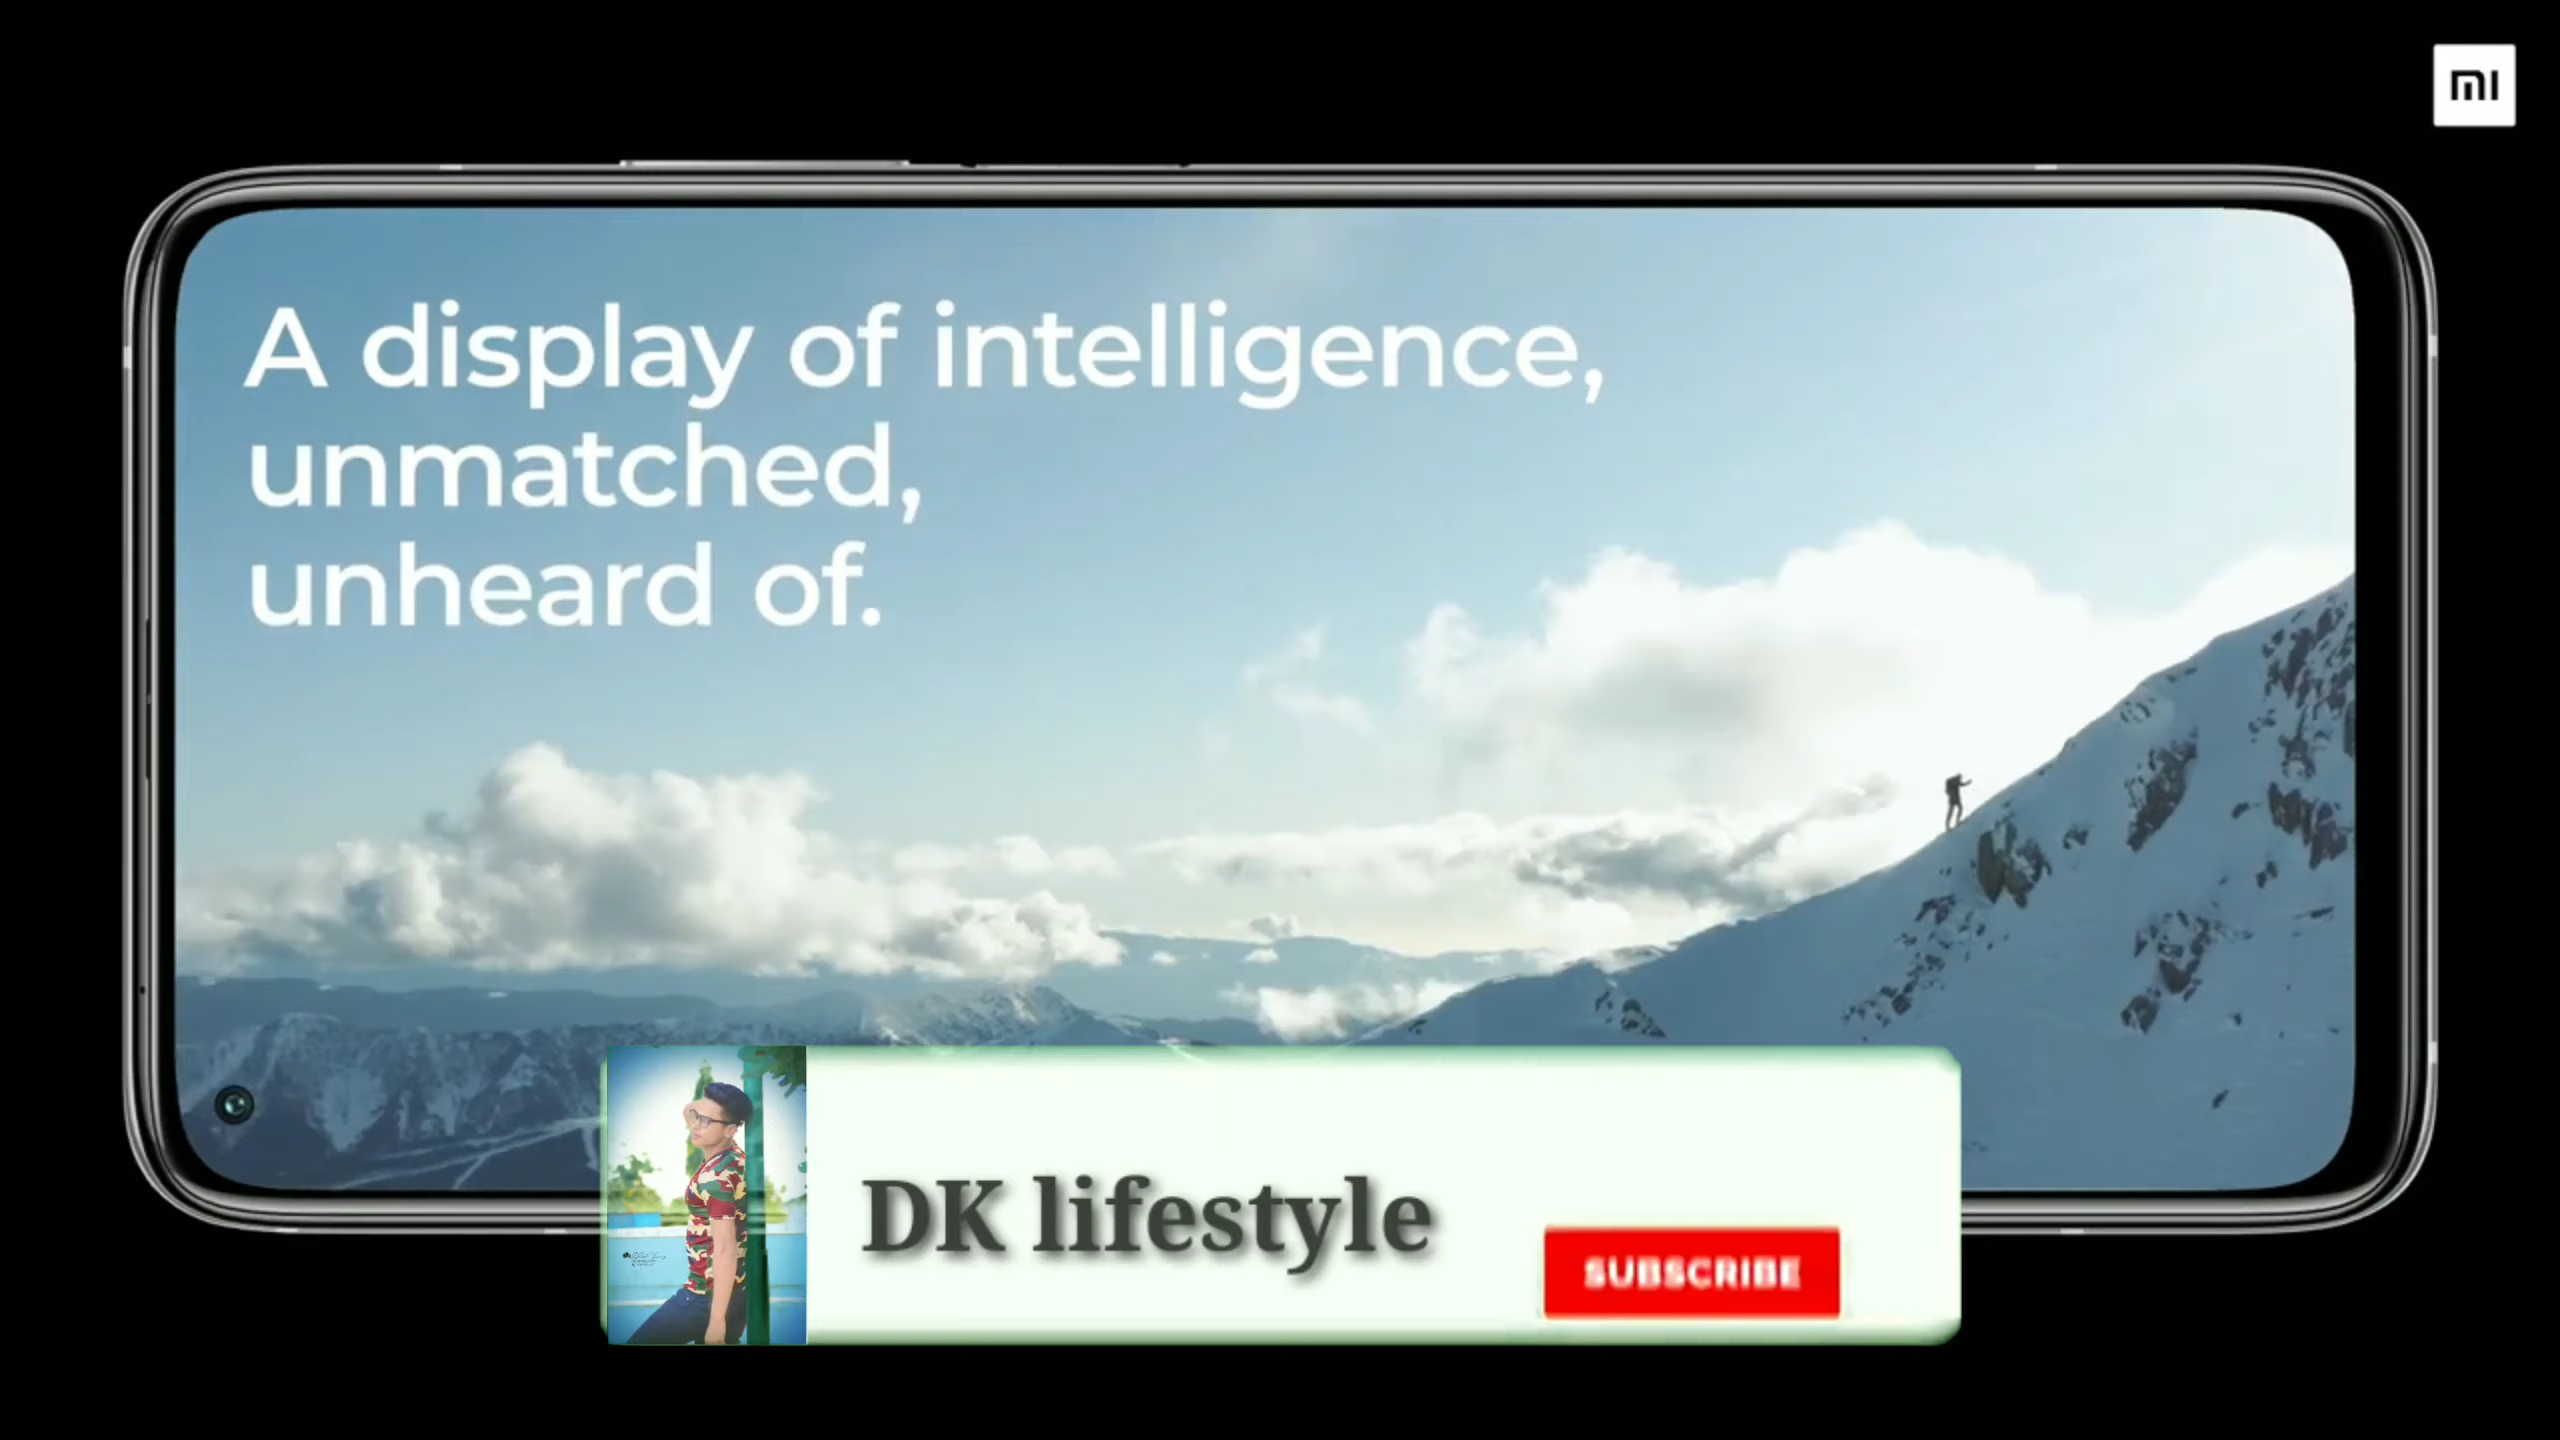 mi
A display of intelligence,
unmatched,
unheard of.
DK lifestyle
SUBSCRIBE